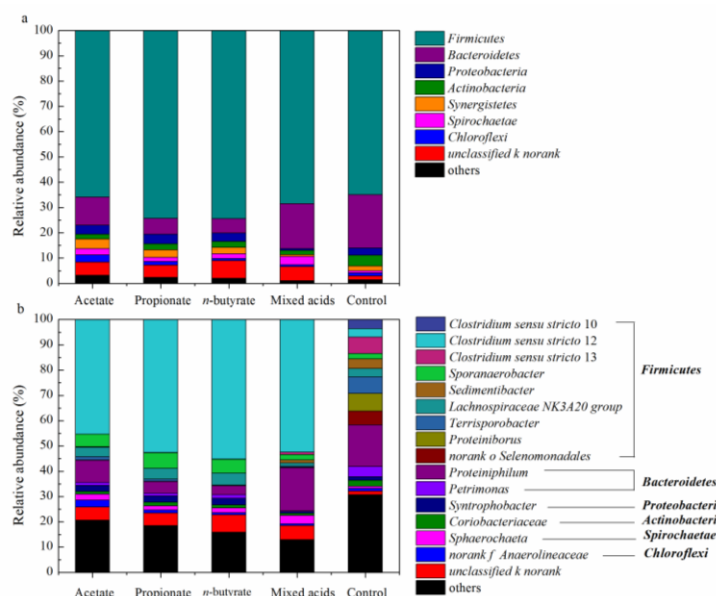 a
Relative abundance (%)
100
90
80
70
60
50
40
30
20
10
0
Acetate Propionate n-butyrate Mixed acids Control
Firmicutes
Bacteroidetes
Proteobacteria
Actinobacteria
Synergistetes
Spirochaetae
Chloroflexi
unclassified k norank
others
b
Relative abundance (%)
100
90
80
70
60
50
40
30
20
10
0
Acetate Propionate n-butyrate Mixed acids Control
Clostridium sensu stricto 10
Clostridium sensu stricto 12
Clostridium sensu stricto 13
Sporanaerobacter
Sedimentibacter
Lachnospiraceae NK3A20 group
Terrisporobacter
Proteiniborus
norank o Selenomonadales
Proteiniphilum
Petrimonas
Syntrophobacter
Coriobacteriaceae
Sphaerochaeta
norank f Anaerolineaceae
unclassified k norank
others
Firmicutes
Bacteroidetes
Proteobacteri
Actinobacteri
Spirochaetae
Chloroflexi